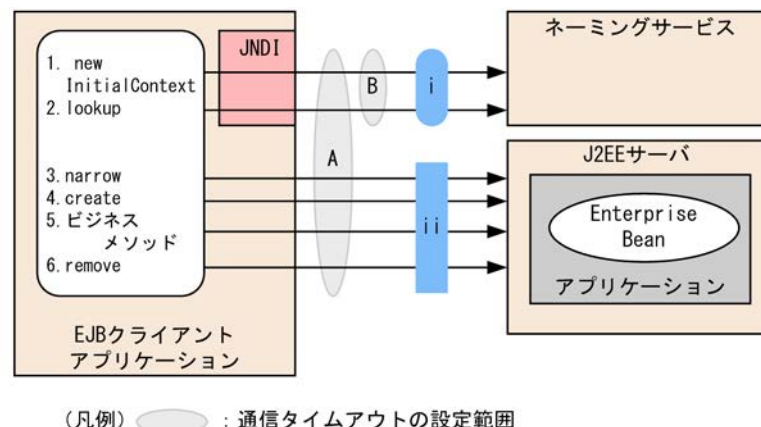 1. new
InitialContext
2. lookup
3. narrow
4. create
5. ビジネス
メソッド
6. remove
EJBクライアント
アプリケーション
JNDI
A
B
i
ii
ネーミングサービス
J2EEサーバ
Enterprise
Bean
アプリケーション
(凡例) : 通信タイムアウトの設定範囲